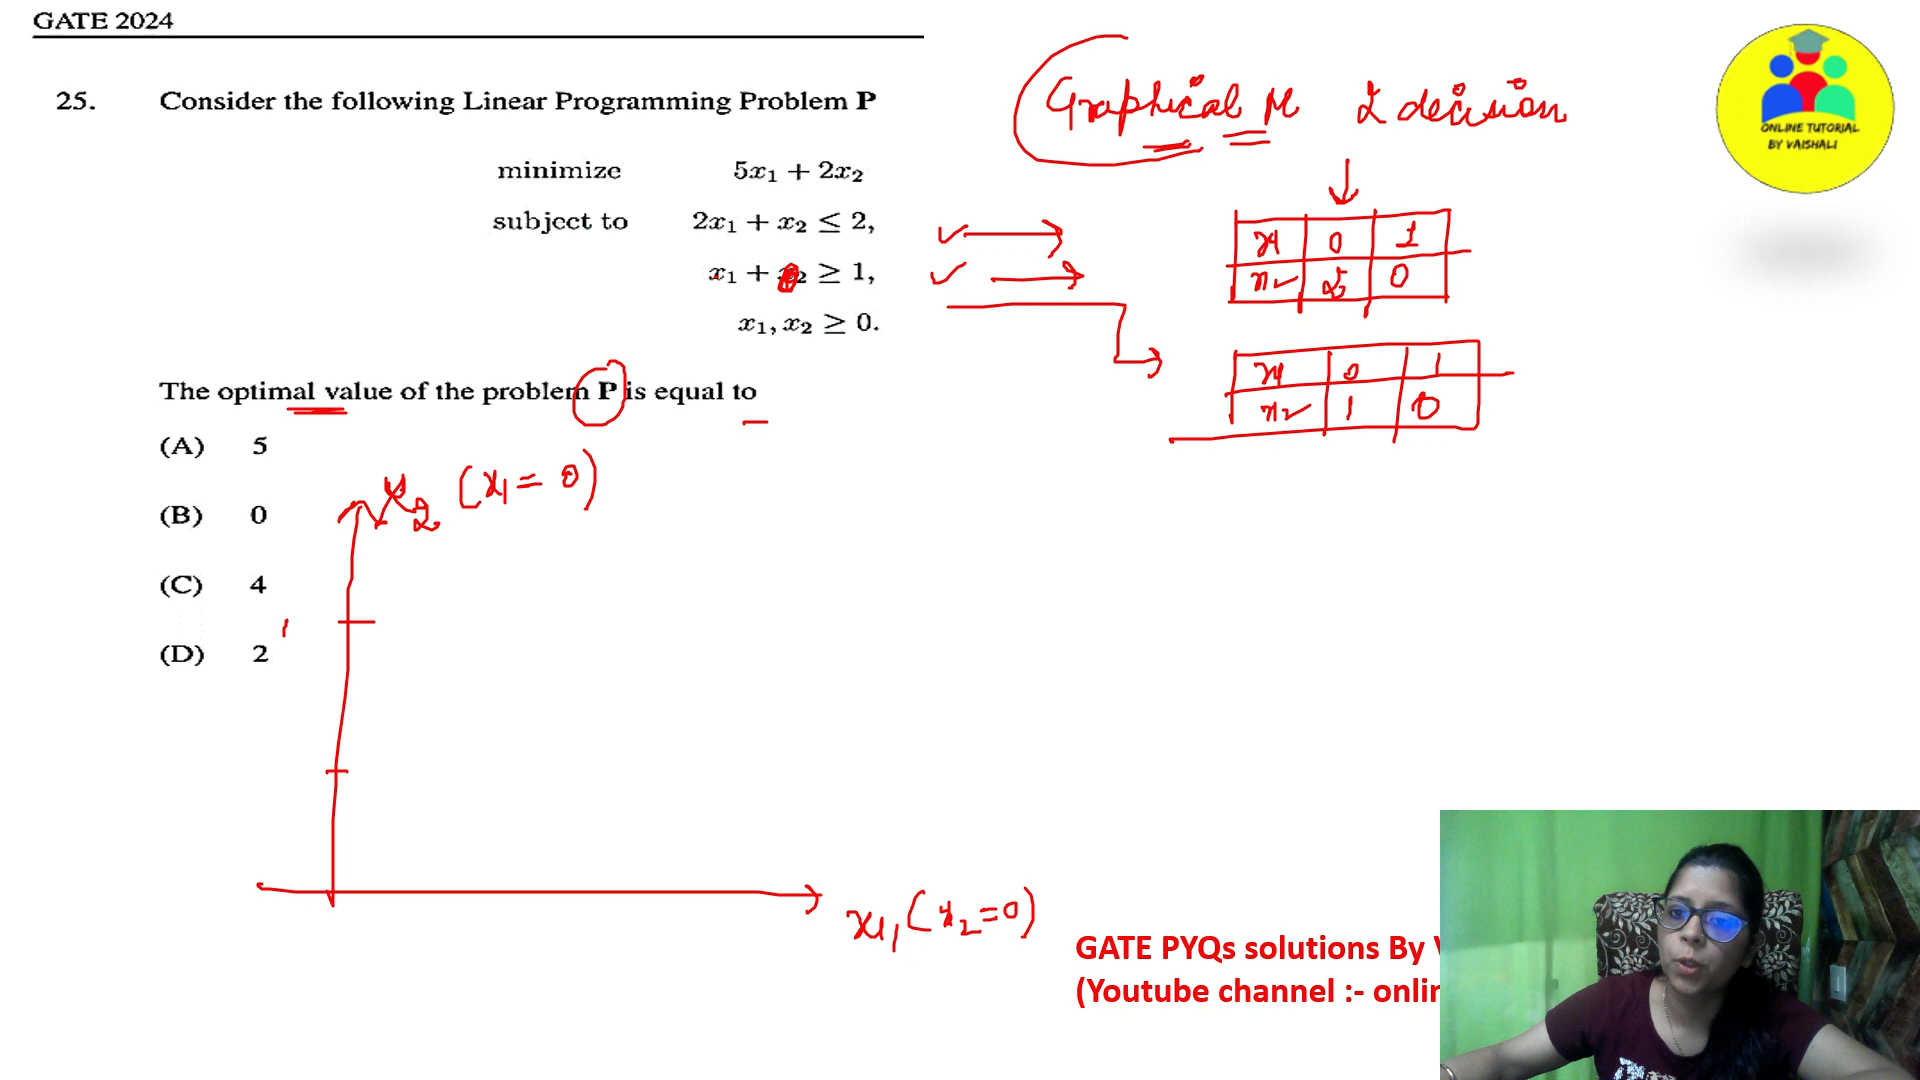 GATE 2024
25. Consider the following Linear Programming Problem P
minimize 5x₁ + 2x₂
subject to 2x₁ + x₂ ≤ 2,
x₁ + x₂ ≥ 1,
x₁, x₂ ≥ 0.
The optimal value of the problem P is equal to
(A) 5
(B) 0
(C) 4
(D) 2
Graphical M 2 decision
x₁ 0 1
x₂ 2 0
x₁ 0 1
x₂ 1 0
x₂ (x₁ = 0)
x₁, (x₂ = 0)
ONLINE TUTORIAL
BY VAISHALI
GATE PYQs solutions By
(Youtube channel :- onlin